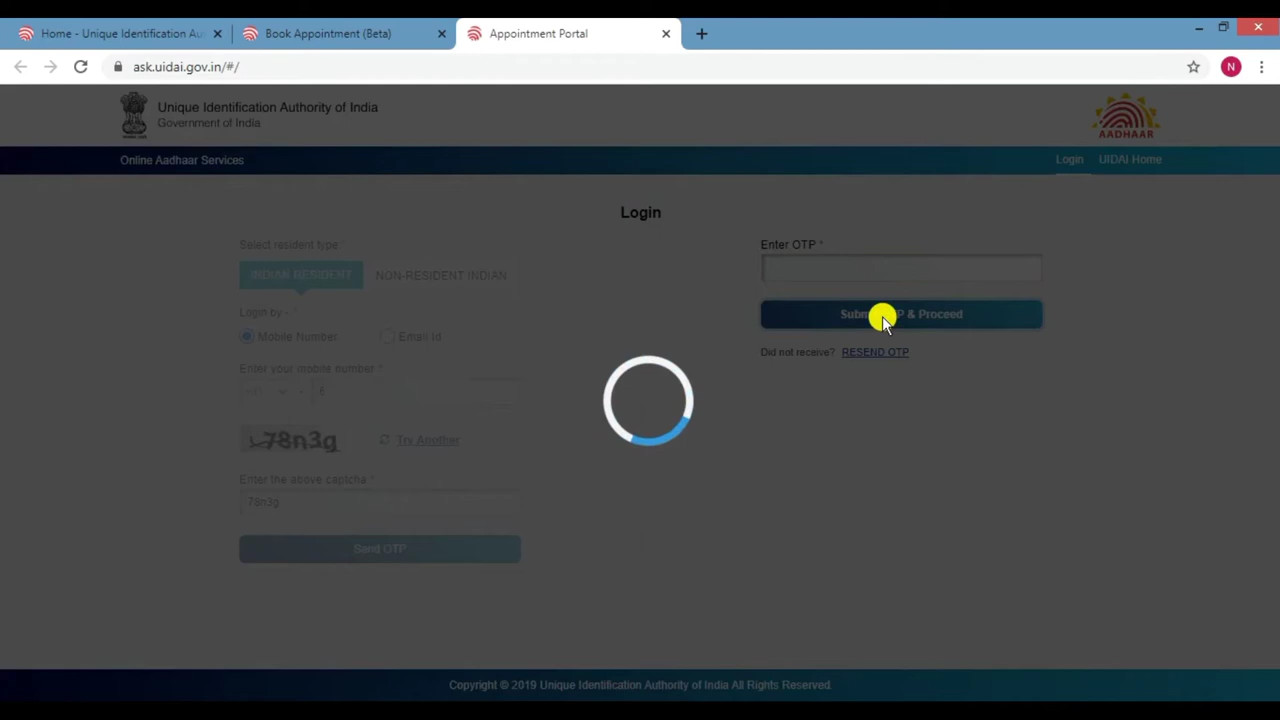 Home - Unique Identification Au
Book Appointment (Beta)
Appointment Portal
ask.uidai.gov.in/#/
N
Unique Identification Authority of India
Government of India
AADHAAR
Online Aadhaar Services
Login
UIDAI Home
Login
Select resident type *
INDIAN RESIDENT
NON-RESIDENT INDIAN
Login by - *
Mobile Number
Email Id
Enter your mobile number *
78n3g
Try Another
Enter the above captcha *
78n3g
Send OTP
Enter OTP *
& Proceed
Did not receive? RESEND OTP
Copyright © 2019 Unique Identification Authority of India All Rights Reserved.